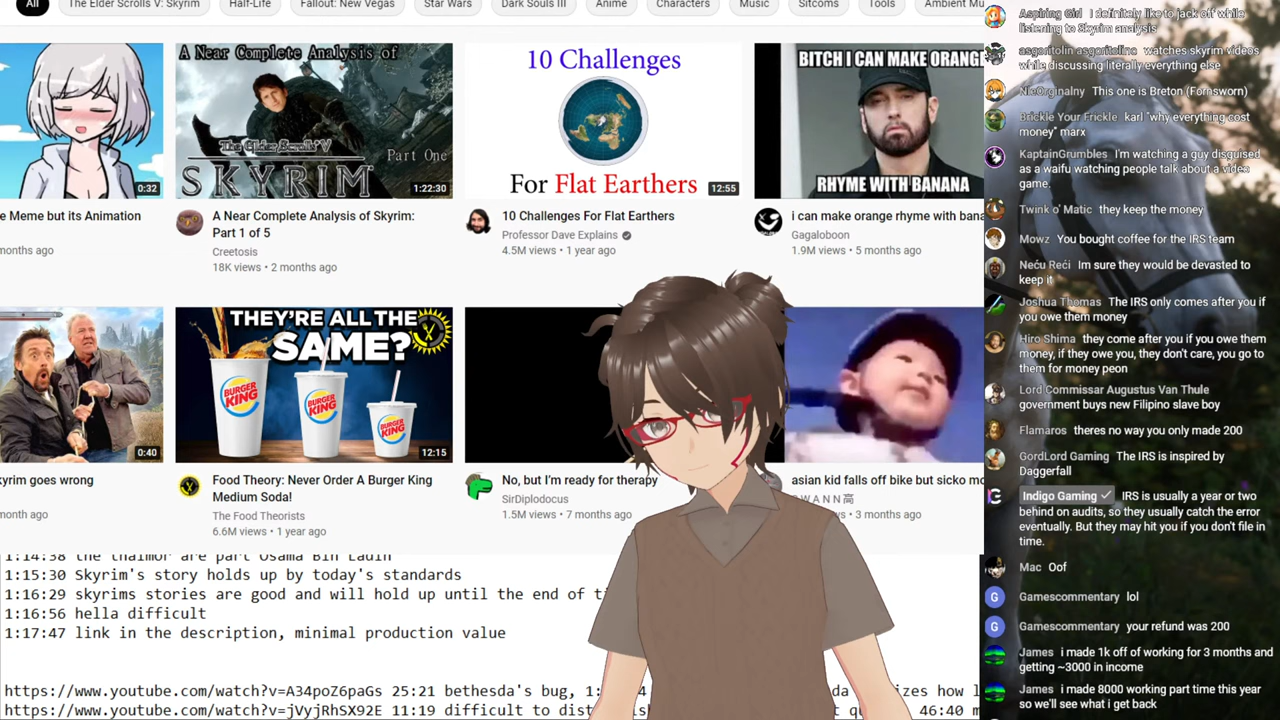 All
The Elder Scrolls V: Skyrim
Half-Life
Fallout: New Vegas
Star Wars
Dark Souls III
Anime
Characters
Music
Sitcoms
Tools
Ambient Mu
0:32
e Meme but its Animation
months ago
A Near Complete Analysis of
The Elder Scrolls V
SKYRIM
Part One
1:22:30
A Near Complete Analysis of Skyrim:
Part 1 of 5
Creetosis
18K views • 2 months ago
10 Challenges
For Flat Earthers
12:55
10 Challenges For Flat Earthers
Professor Dave Explains
4.5M views • 1 year ago
BITCH I CAN MAKE ORANGE
RHYME WITH BANANA
i can make orange rhyme with bana
Gagaloboon
1.9M views • 5 months ago
0:40
kyrim goes wrong
month ago
THEY'RE ALL THE
SAME?
BURGER KING
BURGER KING
BURGER KING
12:15
Food Theory: Never Order A Burger King
Medium Soda!
The Food Theorists
6.6M views • 1 year ago
No, but I'm ready for therapy
SirDiplodocus
1.5M views • 7 months ago
asian kid falls off bike but sicko mo
W A N N 高
3 months ago
1:14:38 the thalmor are part Osama Bin Ladin
1:15:30 Skyrim's story holds up by today's standards
1:16:29 skyrims stories are good and will hold up until the end of ti
1:16:56 hella difficult
1:17:47 link in the description, minimal production value
https://www.youtube.com/watch?v=A34poZ6paGs 25:21 bethesda's bug,
11:19 difficult to 46:40
Aspiring Girl I definitely like to jack off while
listening to Skyrim analysis
asgoritolin asgoritolino watches skyrim videos
while discussing literally everything else
NicOrginalny This one is Breton (Fornsworn)
Brickle Your Frickle karl "why everything cost
money" marx
KaptainGrumbles I'm watching a guy disguised
as a waifu watching people talk about a video
game.
Twink o' Matic they keep the money
Mowz You bought coffee for the IRS team
Neću Reći Im sure they would be devasted to
keep it
Joshua Thomas The IRS only comes after you if
you owe them money
Hiro Shima they come after you if you owe them
money, if they owe you, they don't care, you go to
them for money peon
Lord Commissar Augustus Van Thule
government buys new Filipino slave boy
Flamaros theres no way you only made 200
GordLord Gaming The IRS is inspired by
Daggerfall
Indigo Gaming IRS is usually a year or two
behind on audits, so they usually catch the error
eventually. But they may hit you if you don't file in
time.
Mac Oof
G Gamescommentary lol
G Gamescommentary your refund was 200
James i made 1k off of working for 3 months and
getting ~3000 in income
James i made 8000 working part time this year
so we'll see what i get back